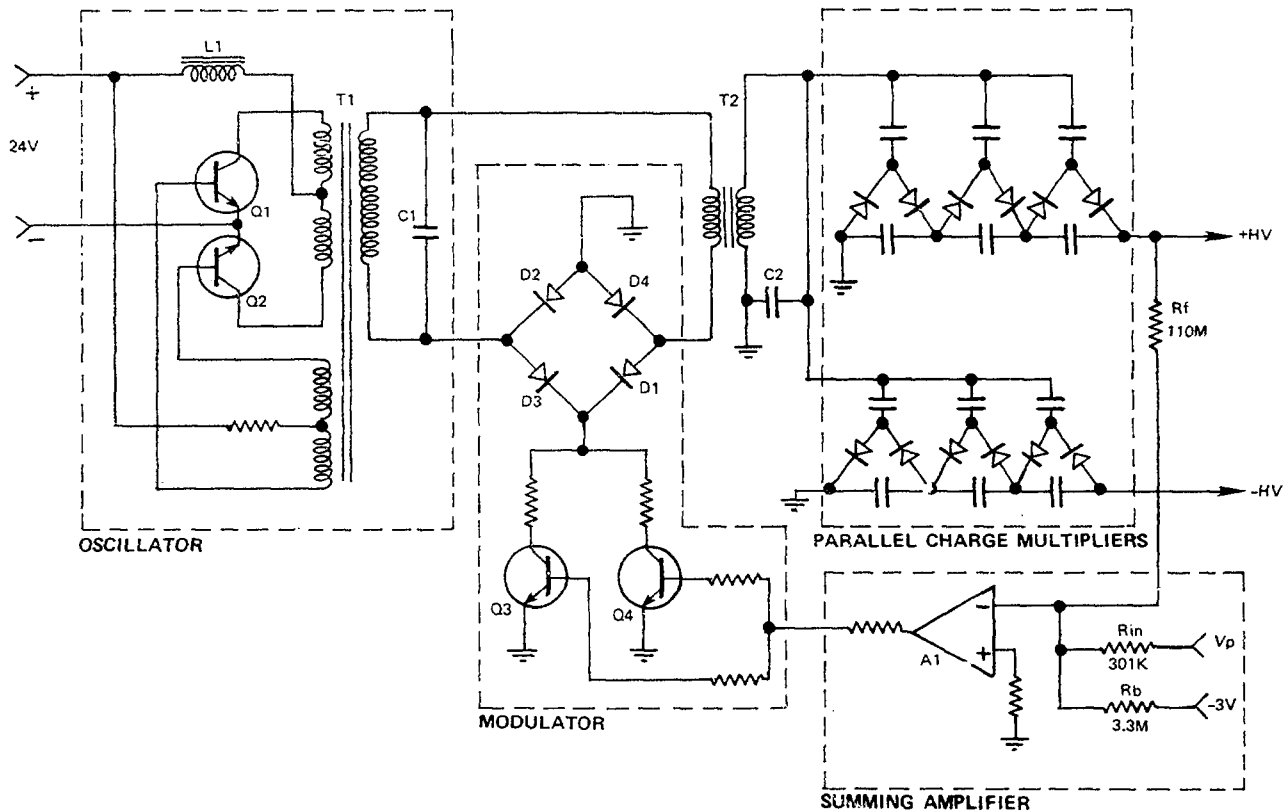 L1
+
T1
T2
24V
Q1
C1
+HV
−
D2
D4
C2
Q2
Rf
110M
D3
D1
−HV
OSCILLATOR
PARALLEL CHARGE MULTIPLIERS
Q3
Q4
−
Rin
Vp
+
301K
A1
Rb
−3V
3.3M
MODULATOR
SUMMING AMPLIFIER